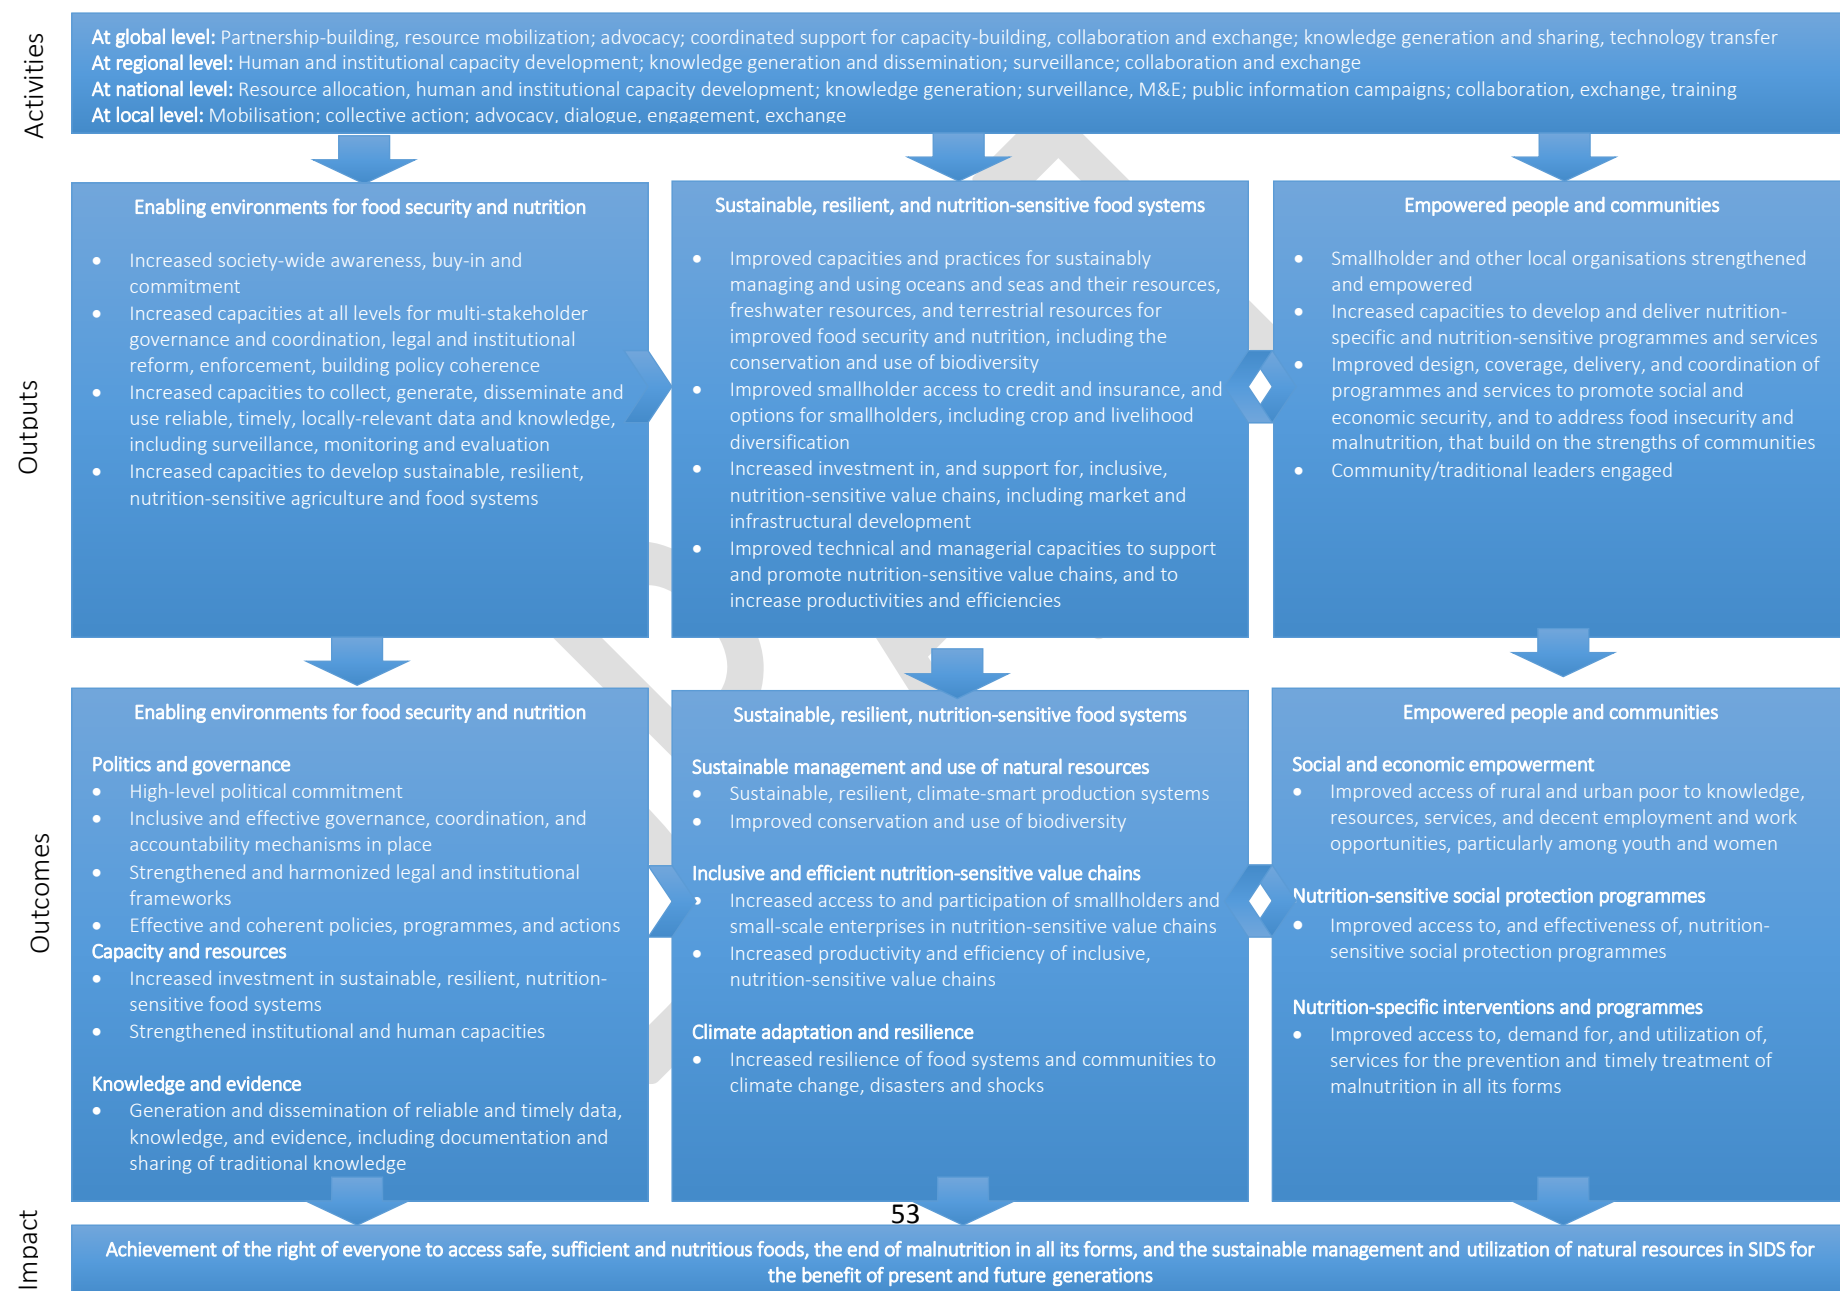 Activities
At global level: Partnership-building, resource mobilization; advocacy; coordinated support for capacity-building, collaboration and exchange; knowledge generation and sharing, technology transfer
At regional level: Human and institutional capacity development; knowledge generation and dissemination; surveillance; collaboration and exchange
At national level: Resource allocation, human and institutional capacity development; knowledge generation; surveillance, M&E; public information campaigns; collaboration, exchange, training
At local level: Mobilisation; collective action; advocacy, dialogue, engagement, exchange
Outputs
Enabling environments for food security and nutrition
• Increased society-wide awareness, buy-in and
commitment
• Increased capacities at all levels for multi-stakeholder
governance and coordination, legal and institutional
reform, enforcement, building policy coherence
• Increased capacities to collect, generate, disseminate and
use reliable, timely, locally-relevant data and knowledge,
including surveillance, monitoring and evaluation
• Increased capacities to develop sustainable, resilient,
nutrition-sensitive agriculture and food systems
Sustainable, resilient, and nutrition-sensitive food systems
• Improved capacities and practices for sustainably
managing and using oceans and seas and their resources,
freshwater resources, and terrestrial resources for
improved food security and nutrition, including the
conservation and use of biodiversity
• Improved smallholder access to credit and insurance, and
options for smallholders, including crop and livelihood
diversification
• Increased investment in, and support for, inclusive,
nutrition-sensitive value chains, including market and
infrastructural development
• Improved technical and managerial capacities to support
and promote nutrition-sensitive value chains, and to
increase productivities and efficiencies
Empowered people and communities
• Smallholder and other local organisations strengthened
and empowered
• Increased capacities to develop and deliver nutrition-
specific and nutrition-sensitive programmes and services
• Improved design, coverage, delivery, and coordination of
programmes and services to promote social and
economic security, and to address food insecurity and
malnutrition, that build on the strengths of communities
• Community/traditional leaders engaged
Outcomes
Enabling environments for food security and nutrition
Politics and governance
• High-level political commitment
• Inclusive and effective governance, coordination, and
accountability mechanisms in place
• Strengthened and harmonized legal and institutional
frameworks
• Effective and coherent policies, programmes, and actions
Capacity and resources
• Increased investment in sustainable, resilient, nutrition-
sensitive food systems
• Strengthened institutional and human capacities
Knowledge and evidence
• Generation and dissemination of reliable and timely data,
knowledge, and evidence, including documentation and
sharing of traditional knowledge
Sustainable, resilient, nutrition-sensitive food systems
Sustainable management and use of natural resources
• Sustainable, resilient, climate-smart production systems
• Improved conservation and use of biodiversity
Inclusive and efficient nutrition-sensitive value chains
• Increased access to and participation of smallholders and
small-scale enterprises in nutrition-sensitive value chains
• Increased productivity and efficiency of inclusive,
nutrition-sensitive value chains
Climate adaptation and resilience
• Increased resilience of food systems and communities to
climate change, disasters and shocks
Empowered people and communities
Social and economic empowerment
• Improved access of rural and urban poor to knowledge,
resources, services, and decent employment and work
opportunities, particularly among youth and women
Nutrition-sensitive social protection programmes
• Improved access to, and effectiveness of, nutrition-
sensitive social protection programmes
Nutrition-specific interventions and programmes
• Improved access to, demand for, and utilization of,
services for the prevention and timely treatment of
malnutrition in all its forms
53
Impact
Achievement of the right of everyone to access safe, sufficient and nutritious foods, the end of malnutrition in all its forms, and the sustainable management and utilization of natural resources in SIDS for
the benefit of present and future generations